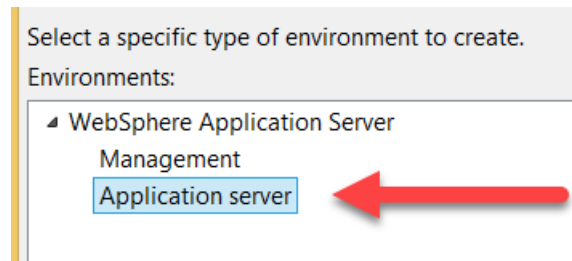 Select a specific type of environment to create.
Environments:
WebSphere Application Server
Management
Application server